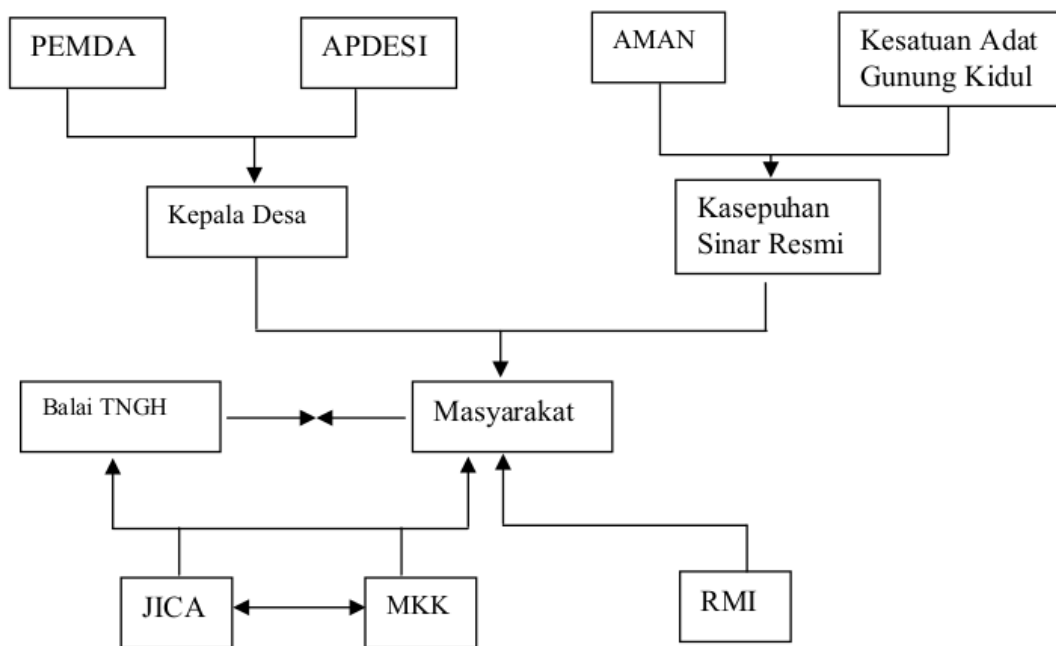 PEMDA
APDESI
AMAN
Kesatuan Adat
Gunung Kidul
Kepala Desa
Kasepuhan
Sinar Resmi
Balai TNGH
Masyarakat
JICA
MKK
RMI